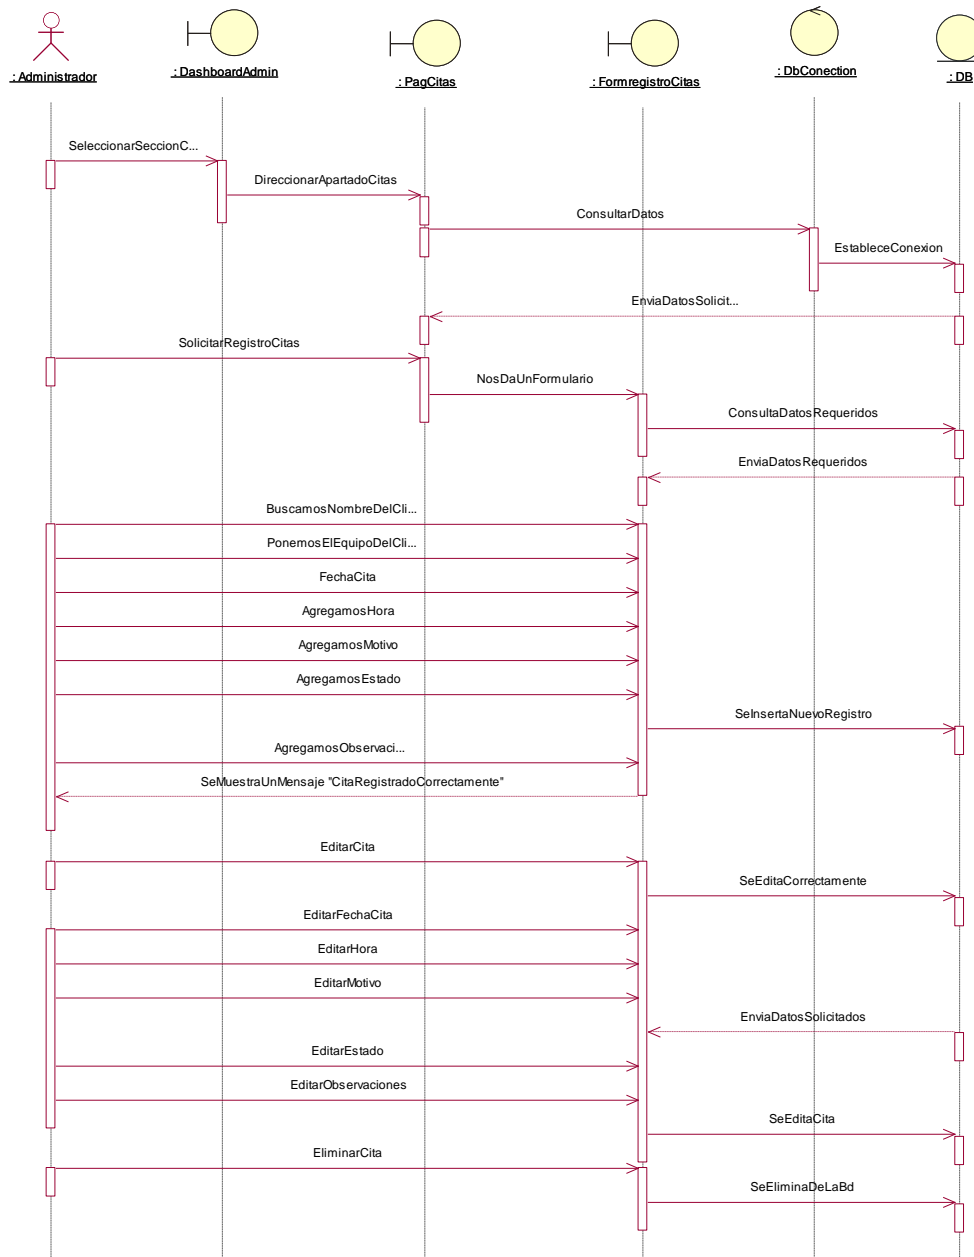 : Administrador
: DashboardAdmin
: PagCitas
: FormregistroCitas
: DbConection
: DB
SeleccionarSeccionC...
DireccionarApartadoCitas
ConsultarDatos
EstableceConexion
EnviaDatosSolicit...
SolicitarRegistroCitas
NosDaUnFormulario
ConsultaDatosRequeridos
EnviaDatosRequeridos
BuscamosNombreDelCli...
PonemosElEquipoDelCli...
FechaCita
AgregamosHora
AgregamosMotivo
AgregamosEstado
SeInsertaNuevoRegistro
AgregamosObservaci...
SeMuestraUnMensaje "CitaRegistradoCorrectamente"
EditarCita
SeEditaCorrectamente
EditarFechaCita
EditarHora
EditarMotivo
EnviaDatosSolicitados
EditarEstado
EditarObservaciones
SeEditaCita
EliminarCita
SeEliminaDeLaBd